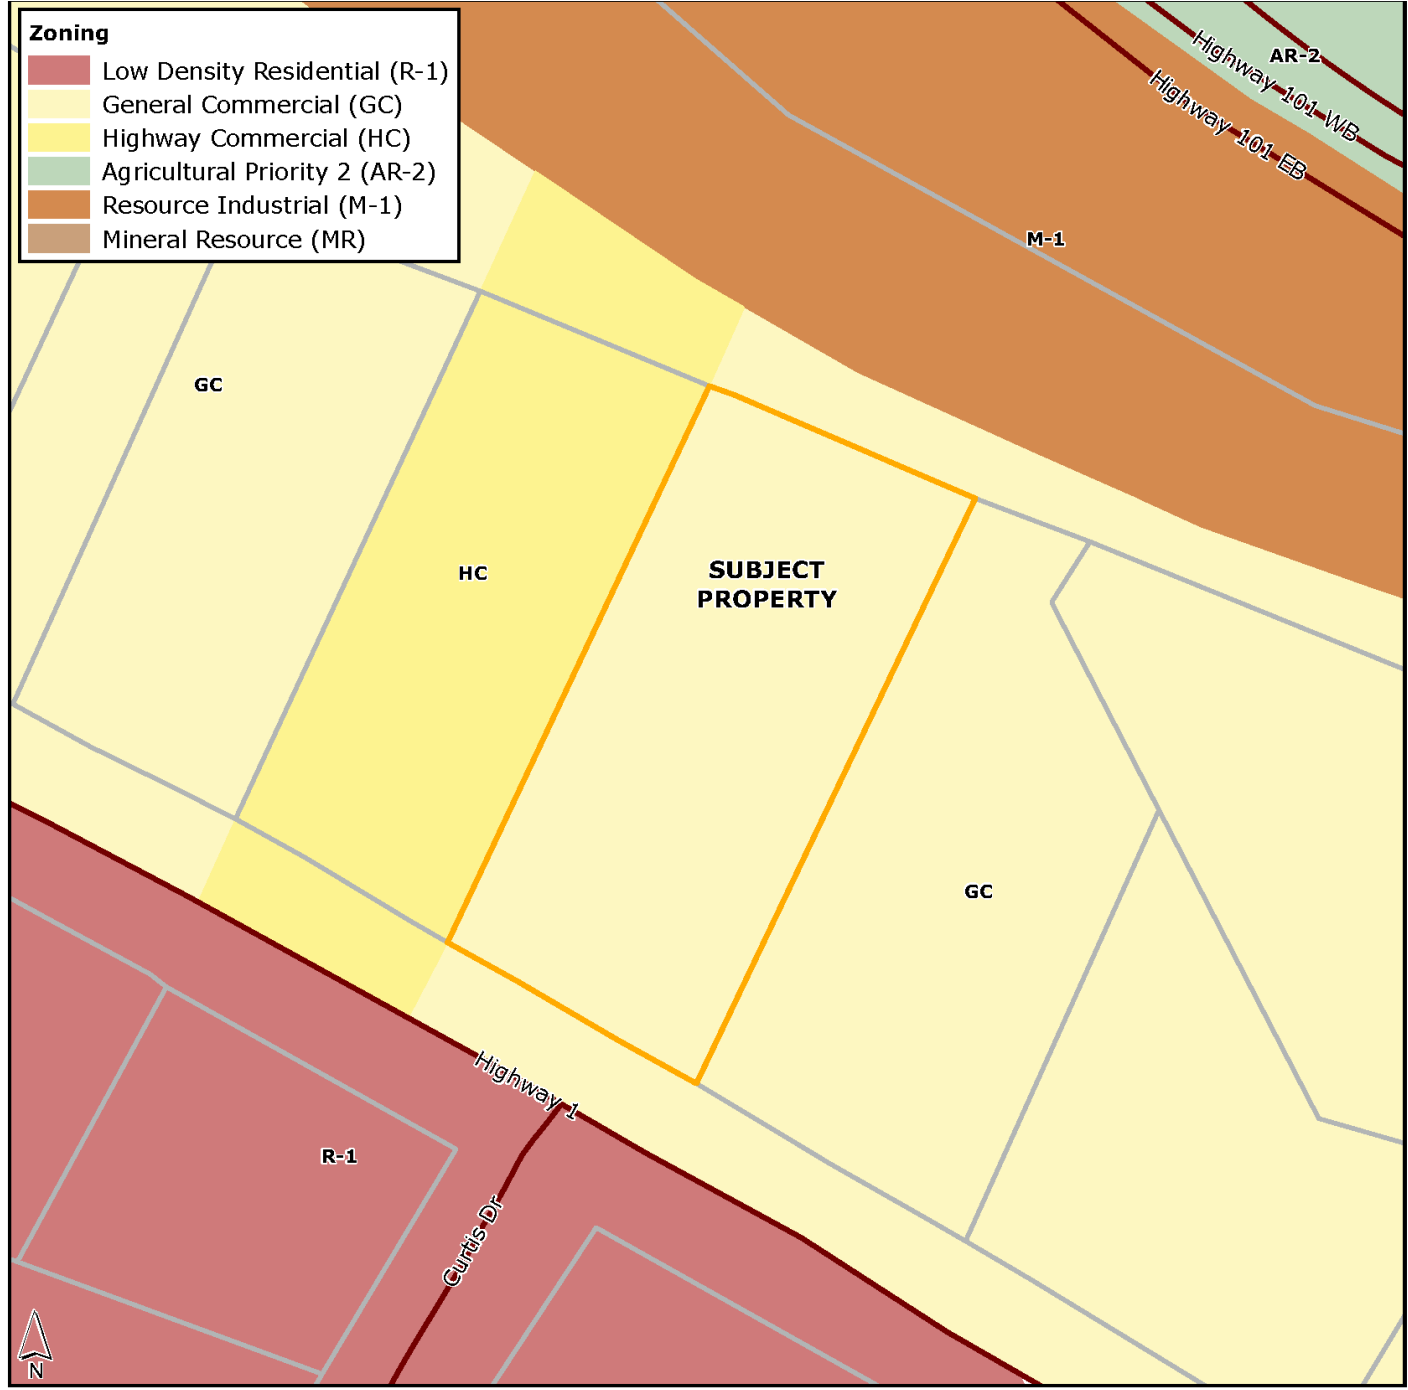 Zoning
Low Density Residential (R-1)
General Commercial (GC)
Highway Commercial (HC)
Agricultural Priority 2 (AR-2)
Resource Industrial (M-1)
Mineral Resource (MR)
AR-2
Highway 101 WB
Highway 101 EB
M-1
GC
HC
SUBJECT
PROPERTY
GC
Highway 1
R-1
Curtis Dr
N